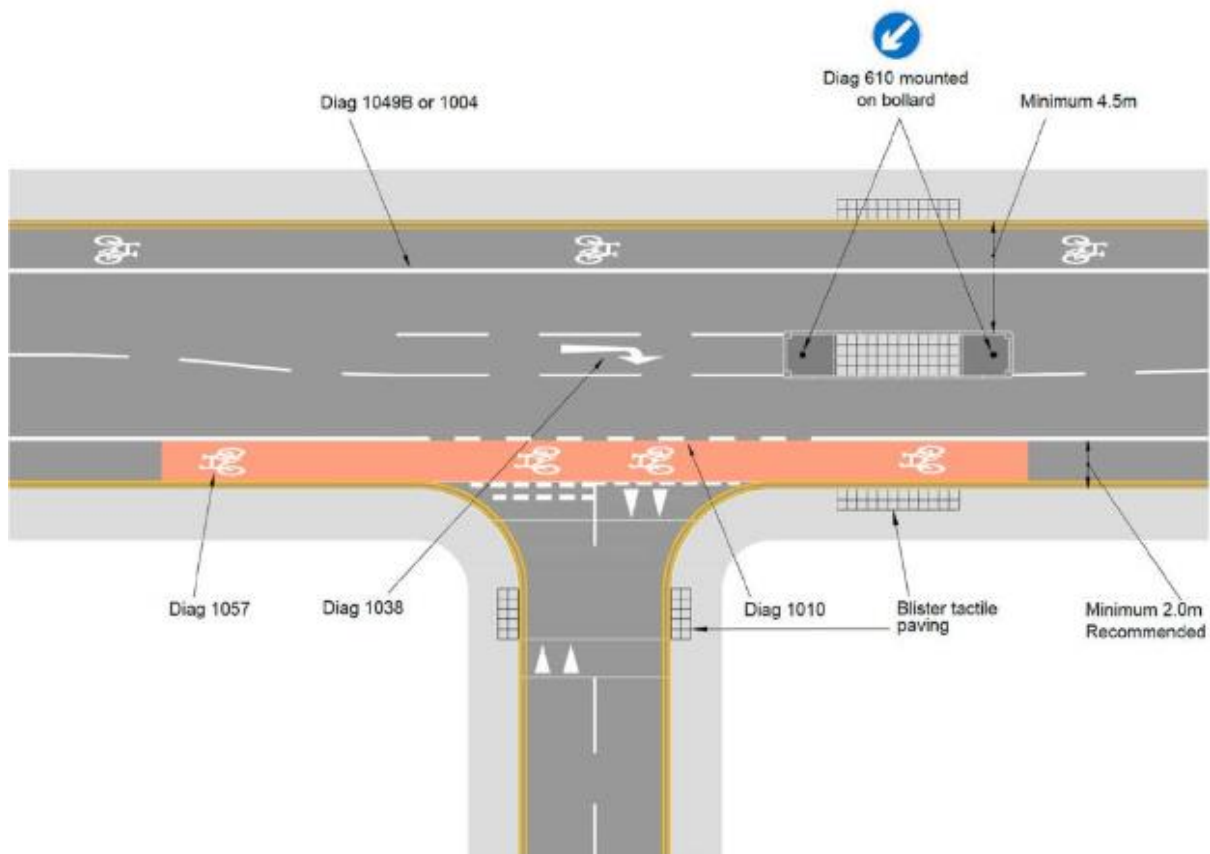 Diag 610 mounted
on bollard
Diag 1049B or 1004
Minimum 4.5m
Diag 1057
Diag 1038
Diag 1010
Blister tactile
paving
Minimum 2.0m
Recommended